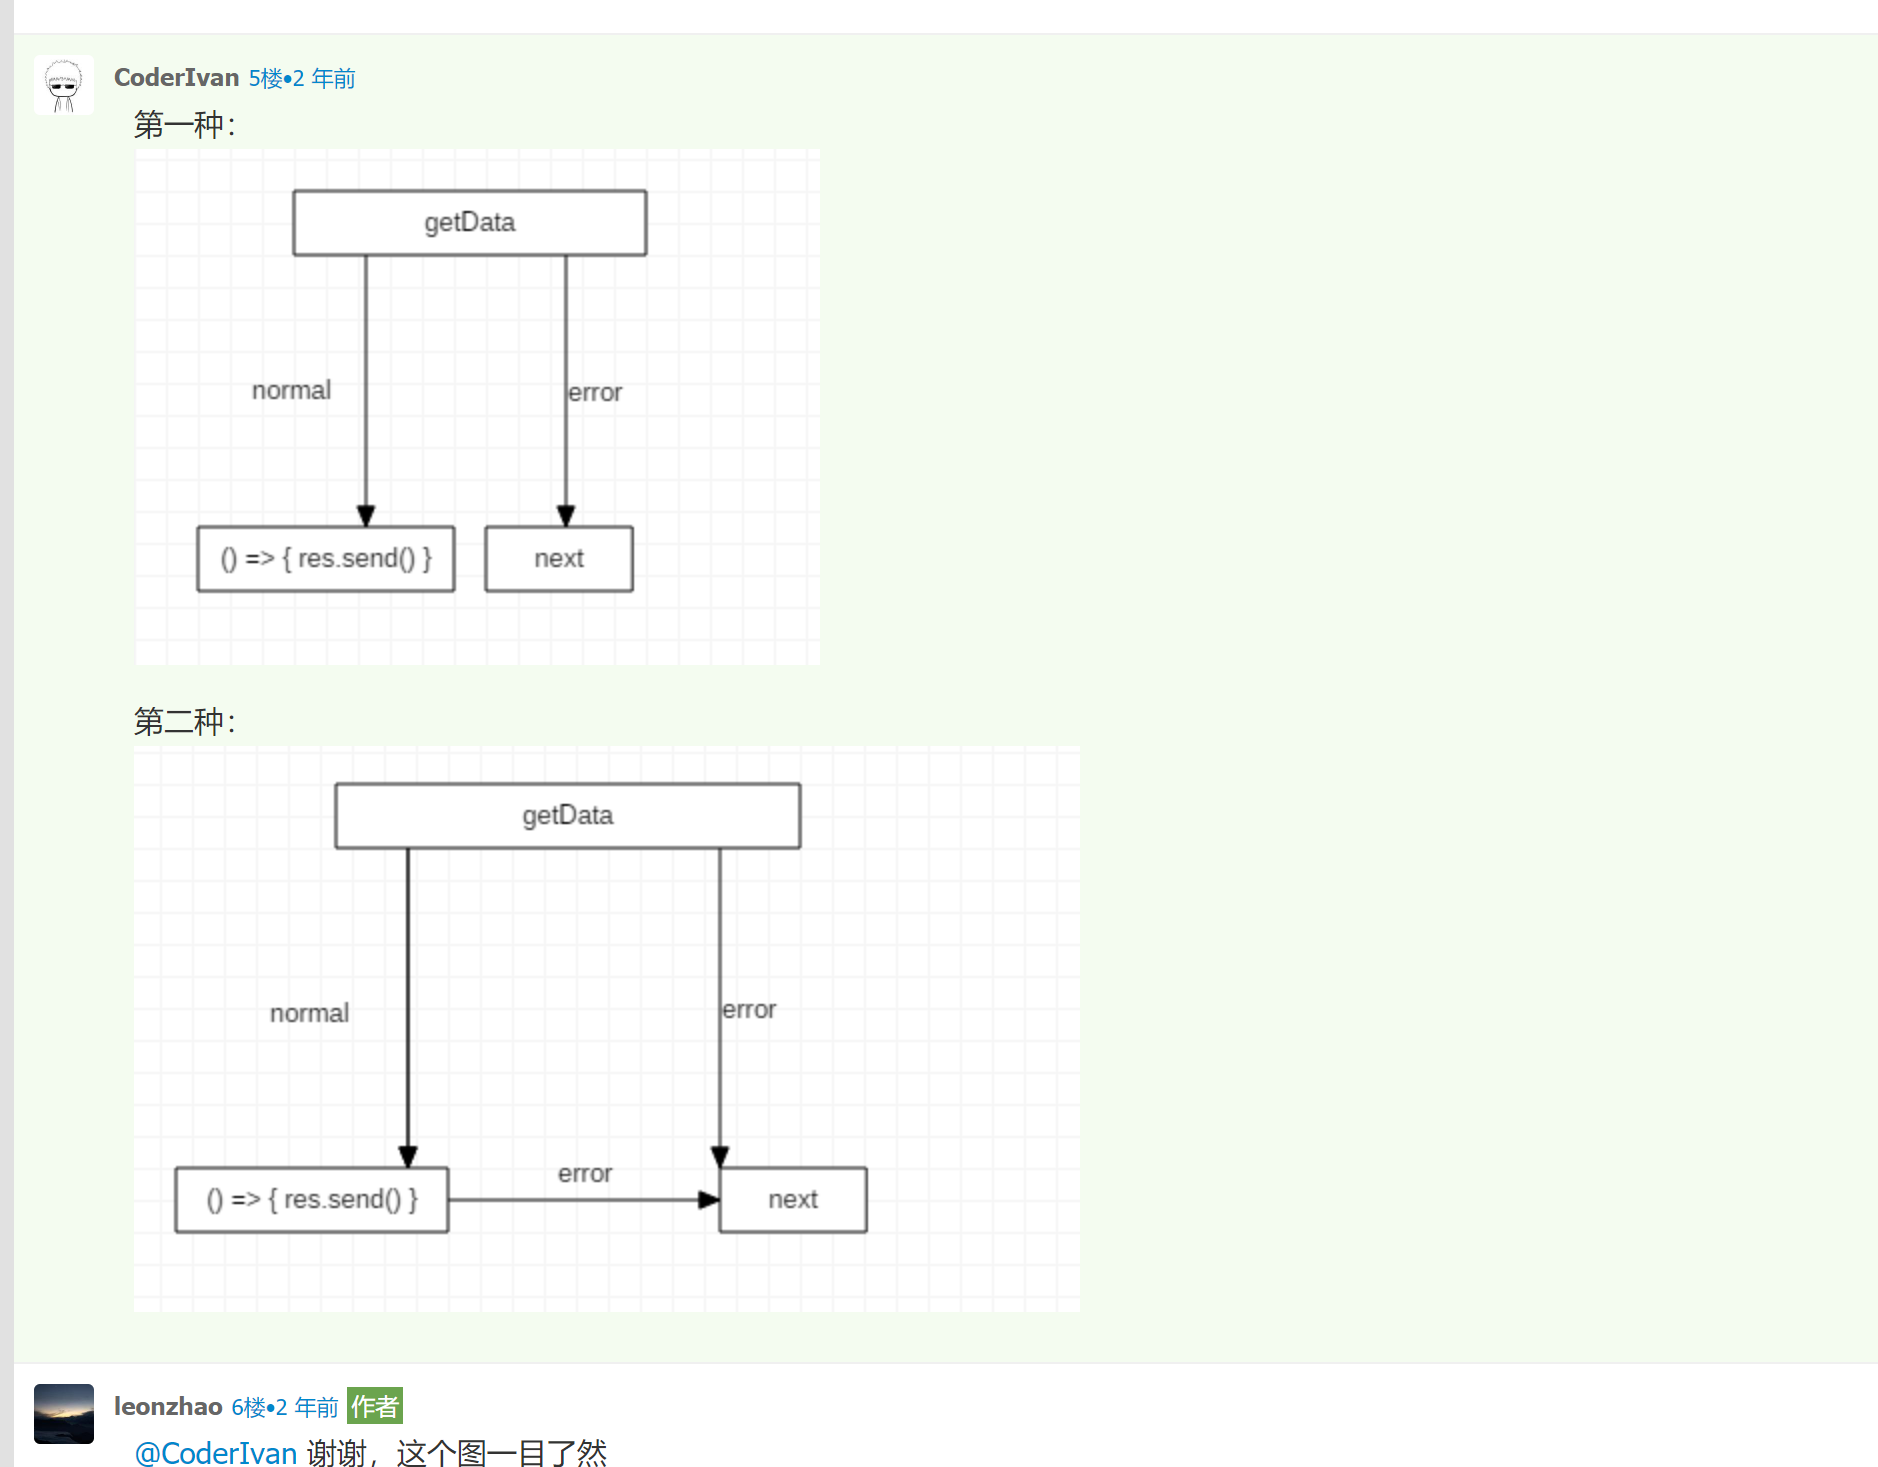 CoderIvan 5楼•2 年前
第一种：
getData
normal
error
() => { res.send() }
next
第二种：
getData
normal
error
error
() => { res.send() }
next
leonzhao 6楼•2 年前 作者
@CoderIvan 谢谢，这个图一目了然